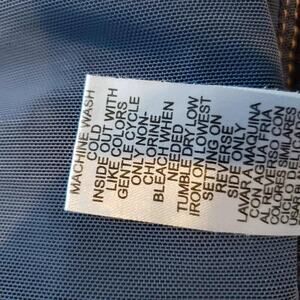 MACHINE WASH
COLD
INSIDE OUT WITH
LIKE COLORS
GENTLE CYCLE
ONLY NON-
CHLORINE
BLEACH WHEN
NEEDED
TUMBLE DRY LOW
IRON ON LOWEST
SETTING ON
REVERSE
SIDE ONLY
LAVAR A MAQUINA
CON AGUA FRIA
AL REVERSO CON
COLORES SIMILARES
CICLO DELICADO
USAR